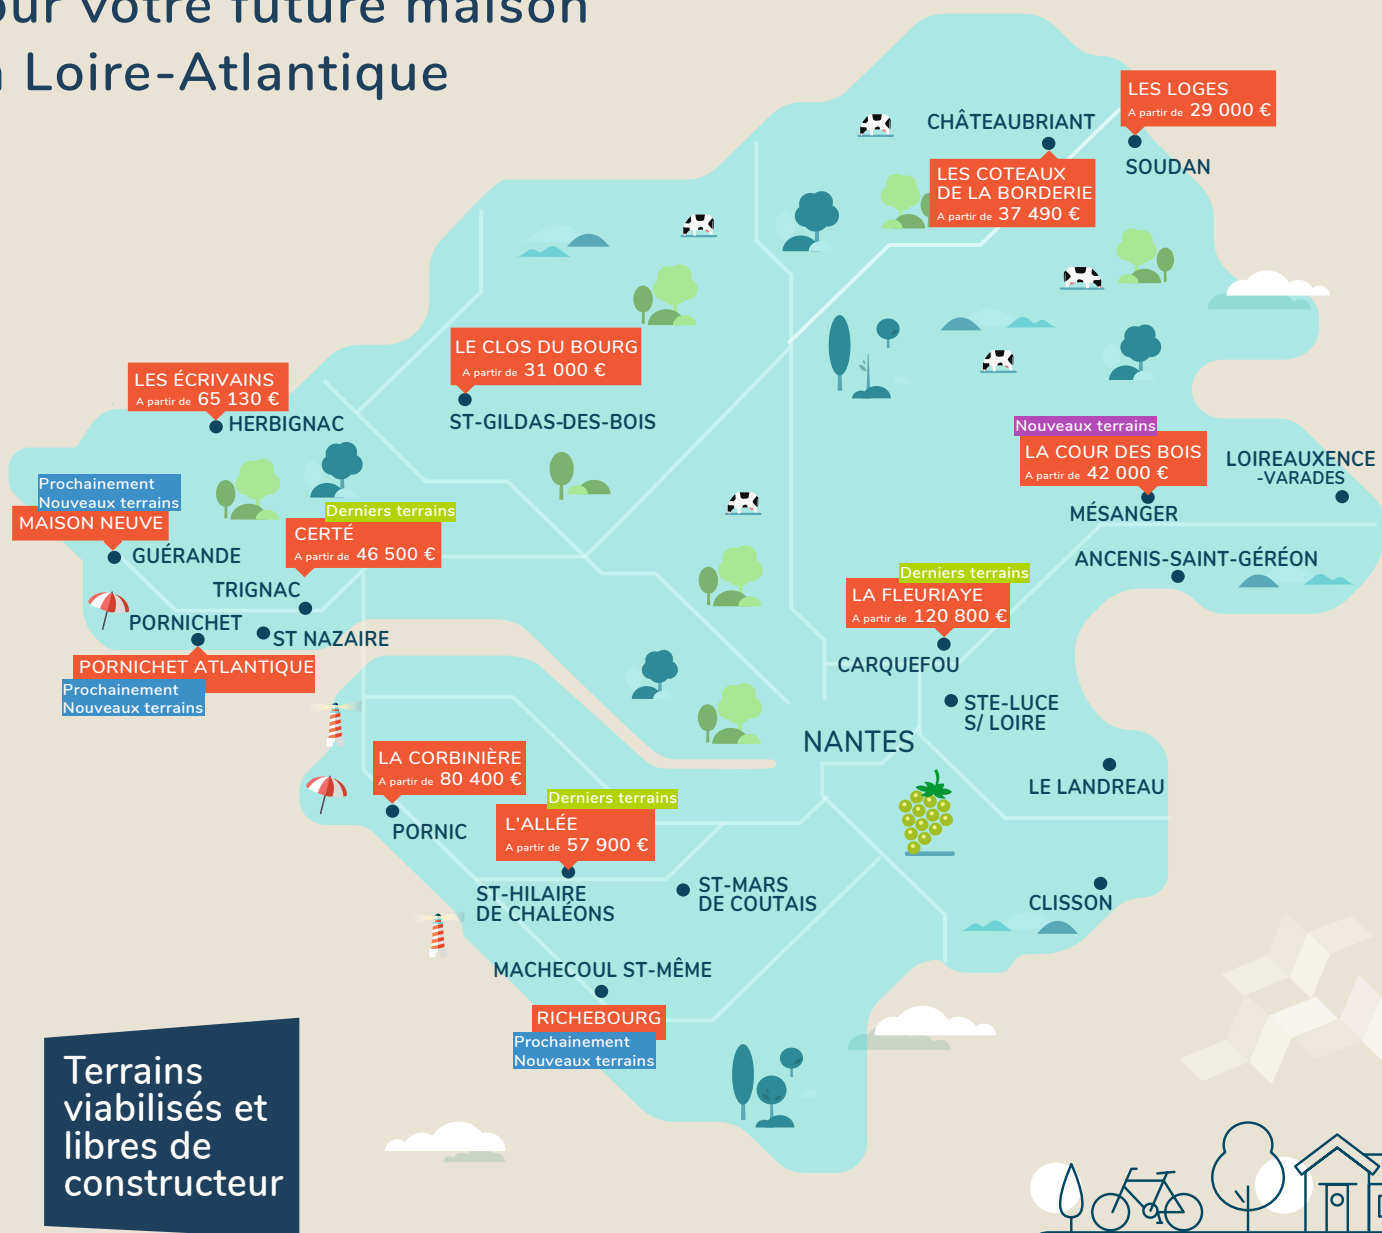 our votre future maison
Loire-Atlantique
LES LOGES
A partir de 29 000 €
CHÂTEAUBRIANT
SOUDAN
LES COTEAUX
DE LA BORDERIE
A partir de 37 490 €
LE CLOS DU BOURG
A partir de 31 000 €
ST-GILDAS-DES-BOIS
LES ÉCRIVAINS
A partir de 65 130 €
HERBIGNAC
Nouveaux terrains
LA COUR DES BOIS
A partir de 42 000 €
MÉSANGER
LOIREAUXENCE
-VARADES
Prochainement
Nouveaux terrains
MAISON NEUVE
GUÉRANDE
Derniers terrains
CERTÉ
A partir de 46 500 €
TRIGNAC
ANCENIS-SAINT-GÉRÉON
Derniers terrains
LA FLEURIAYE
A partir de 120 800 €
CARQUEFOU
PORNICHET
ST NAZAIRE
PORNICHET ATLANTIQUE
Prochainement
Nouveaux terrains
STE-LUCE
S/ LOIRE
NANTES
LE LANDREAU
LA CORBINIÈRE
A partir de 80 400 €
PORNIC
Derniers terrains
L'ALLÉE
A partir de 57 900 €
ST-HILAIRE
DE CHALÉONS
ST-MARS
DE COUTAIS
CLISSON
MACHECOUL ST-MÊME
RICHEBOURG
Prochainement
Nouveaux terrains
Terrains
viabilisés et
libres de
constructeur